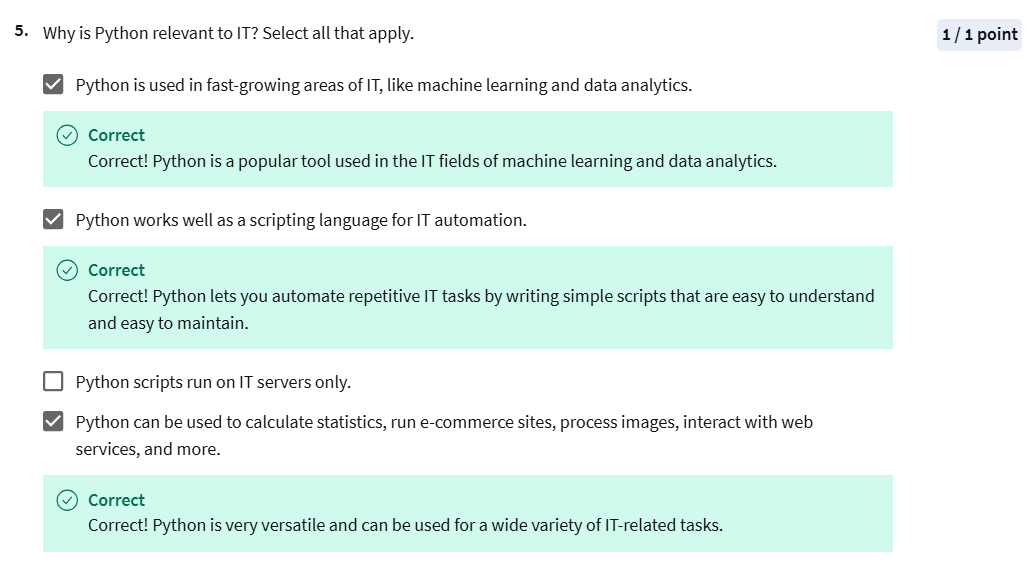 5. Why is Python relevant to IT? Select all that apply.
1 / 1 point
Python is used in fast-growing areas of IT, like machine learning and data analytics.
Correct
Correct! Python is a popular tool used in the IT fields of machine learning and data analytics.
Python works well as a scripting language for IT automation.
Correct
Correct! Python lets you automate repetitive IT tasks by writing simple scripts that are easy to understand
and easy to maintain.
Python scripts run on IT servers only.
Python can be used to calculate statistics, run e-commerce sites, process images, interact with web
services, and more.
Correct
Correct! Python is very versatile and can be used for a wide variety of IT-related tasks.